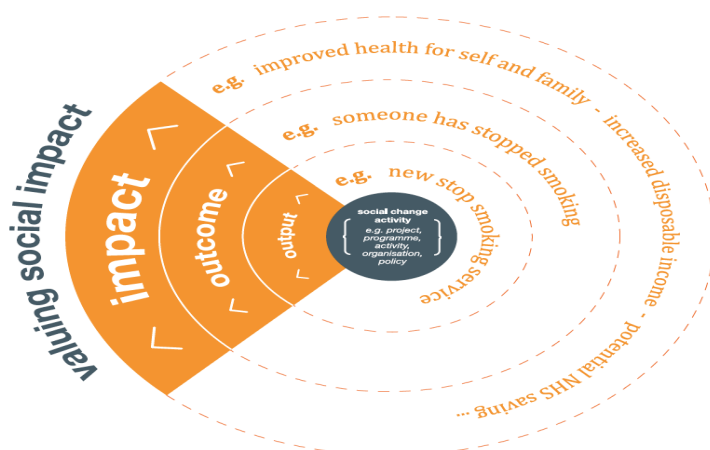 valuing social impact
impact
outcome
output
social change
activity
e.g. project,
programme,
activity,
organisation,
policy
e.g. new stop smoking service
e.g. someone has stopped smoking
e.g. improved health for self and family - increased disposable income - potential NHS saving ...